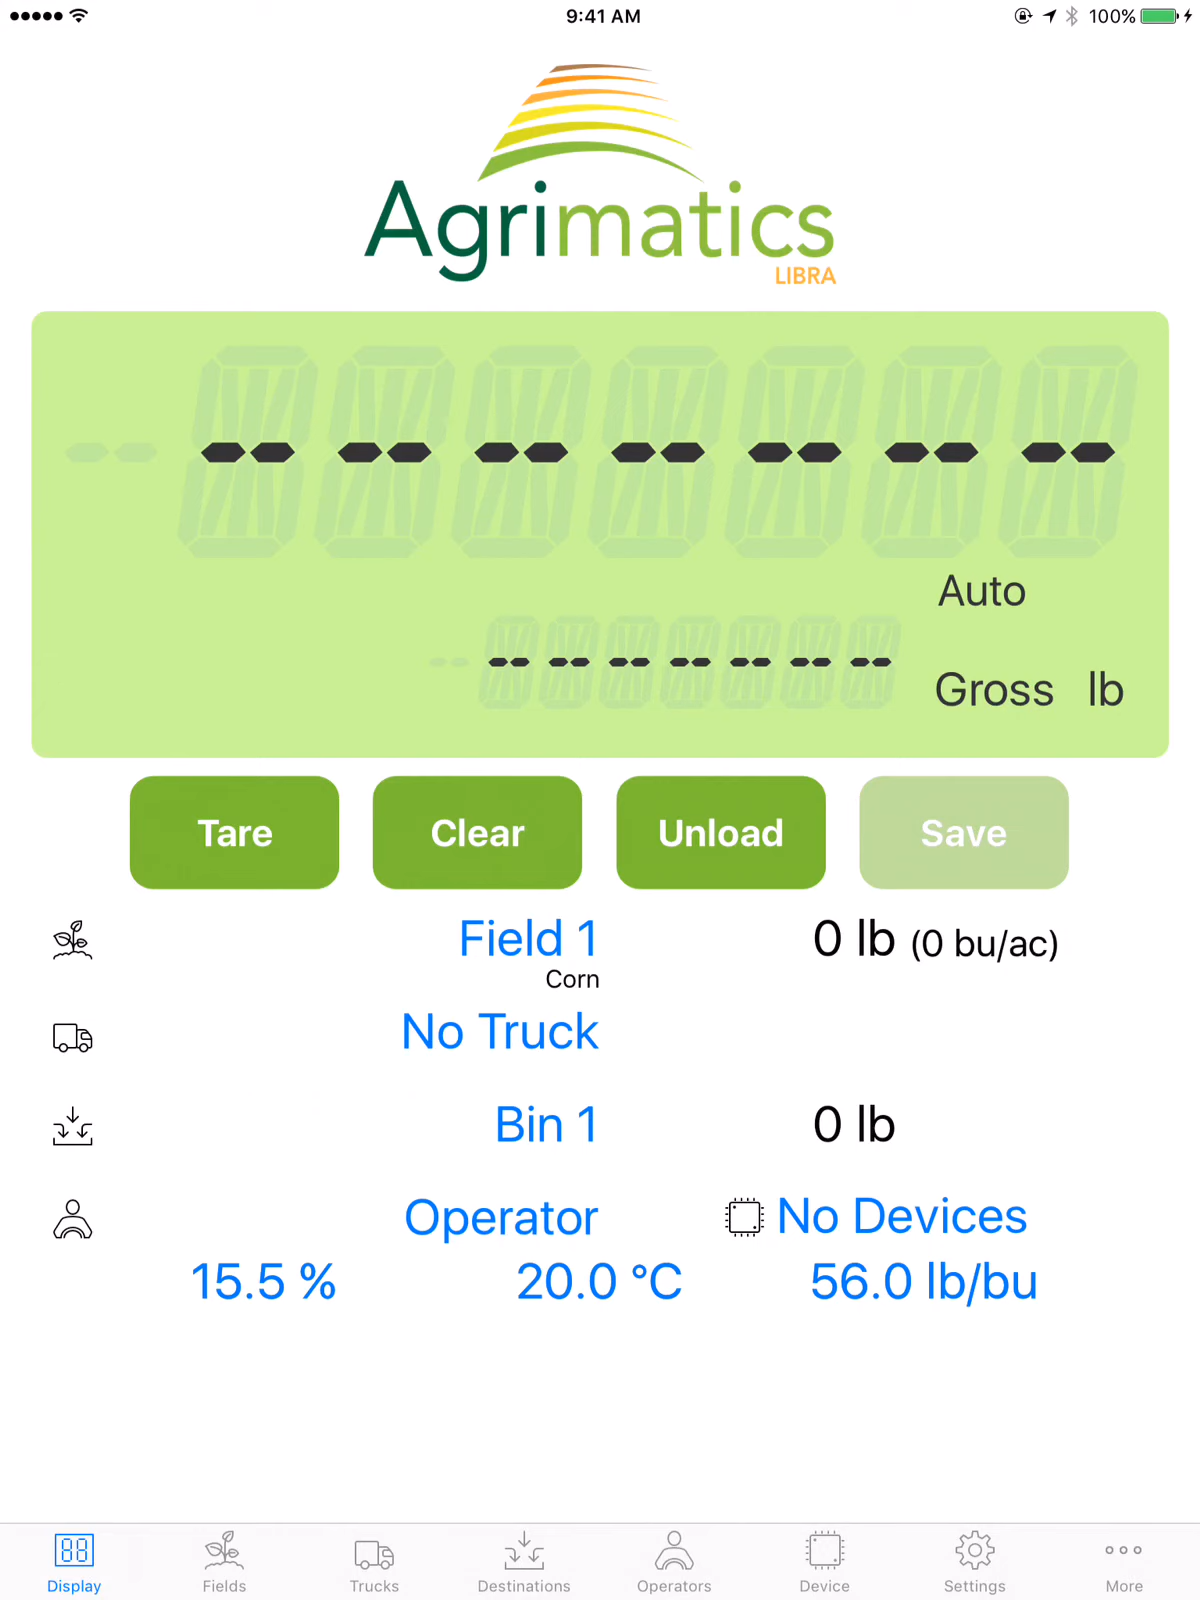 9:41 AM
100%
Agrimatics
LIBRA
- - - - - - -
Auto
- - - - - - -
Gross lb
Tare Clear Unload Save
Field 1 0 lb (0 bu/ac)
Corn
No Truck
Bin 1 0 lb
Operator No Devices
15.5 % 20.0 °C 56.0 lb/bu
Display Fields Trucks Destinations Operators Device Settings More